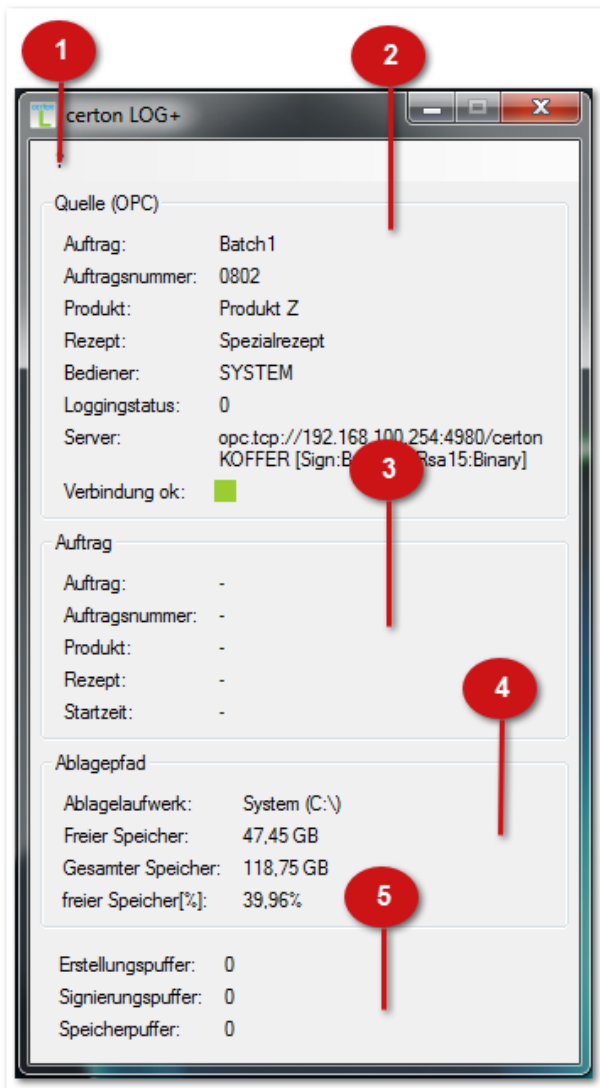 1
2
certon LOG+
?
Quelle (OPC)
Auftrag: Batch1
Auftragsnummer: 0802
Produkt: Produkt Z
Rezept: Spezialrezept
Bediener: SYSTEM
Loggingstatus: 0
Server: opc.tcp://192.168.100.254:4980/certon
KOFFER [Sign:B Rsa15:Binary]
3
Verbindung ok:
Auftrag
Auftrag: -
Auftragsnummer: -
Produkt: -
Rezept: -
Startzeit: -
4
Ablagepfad
Ablagelaufwerk: System (C:\)
Freier Speicher: 47,45 GB
Gesamter Speicher: 118,75 GB
freier Speicher[%]: 39,96%
5
Erstellungspuffer: 0
Signierungspuffer: 0
Speicherpuffer: 0